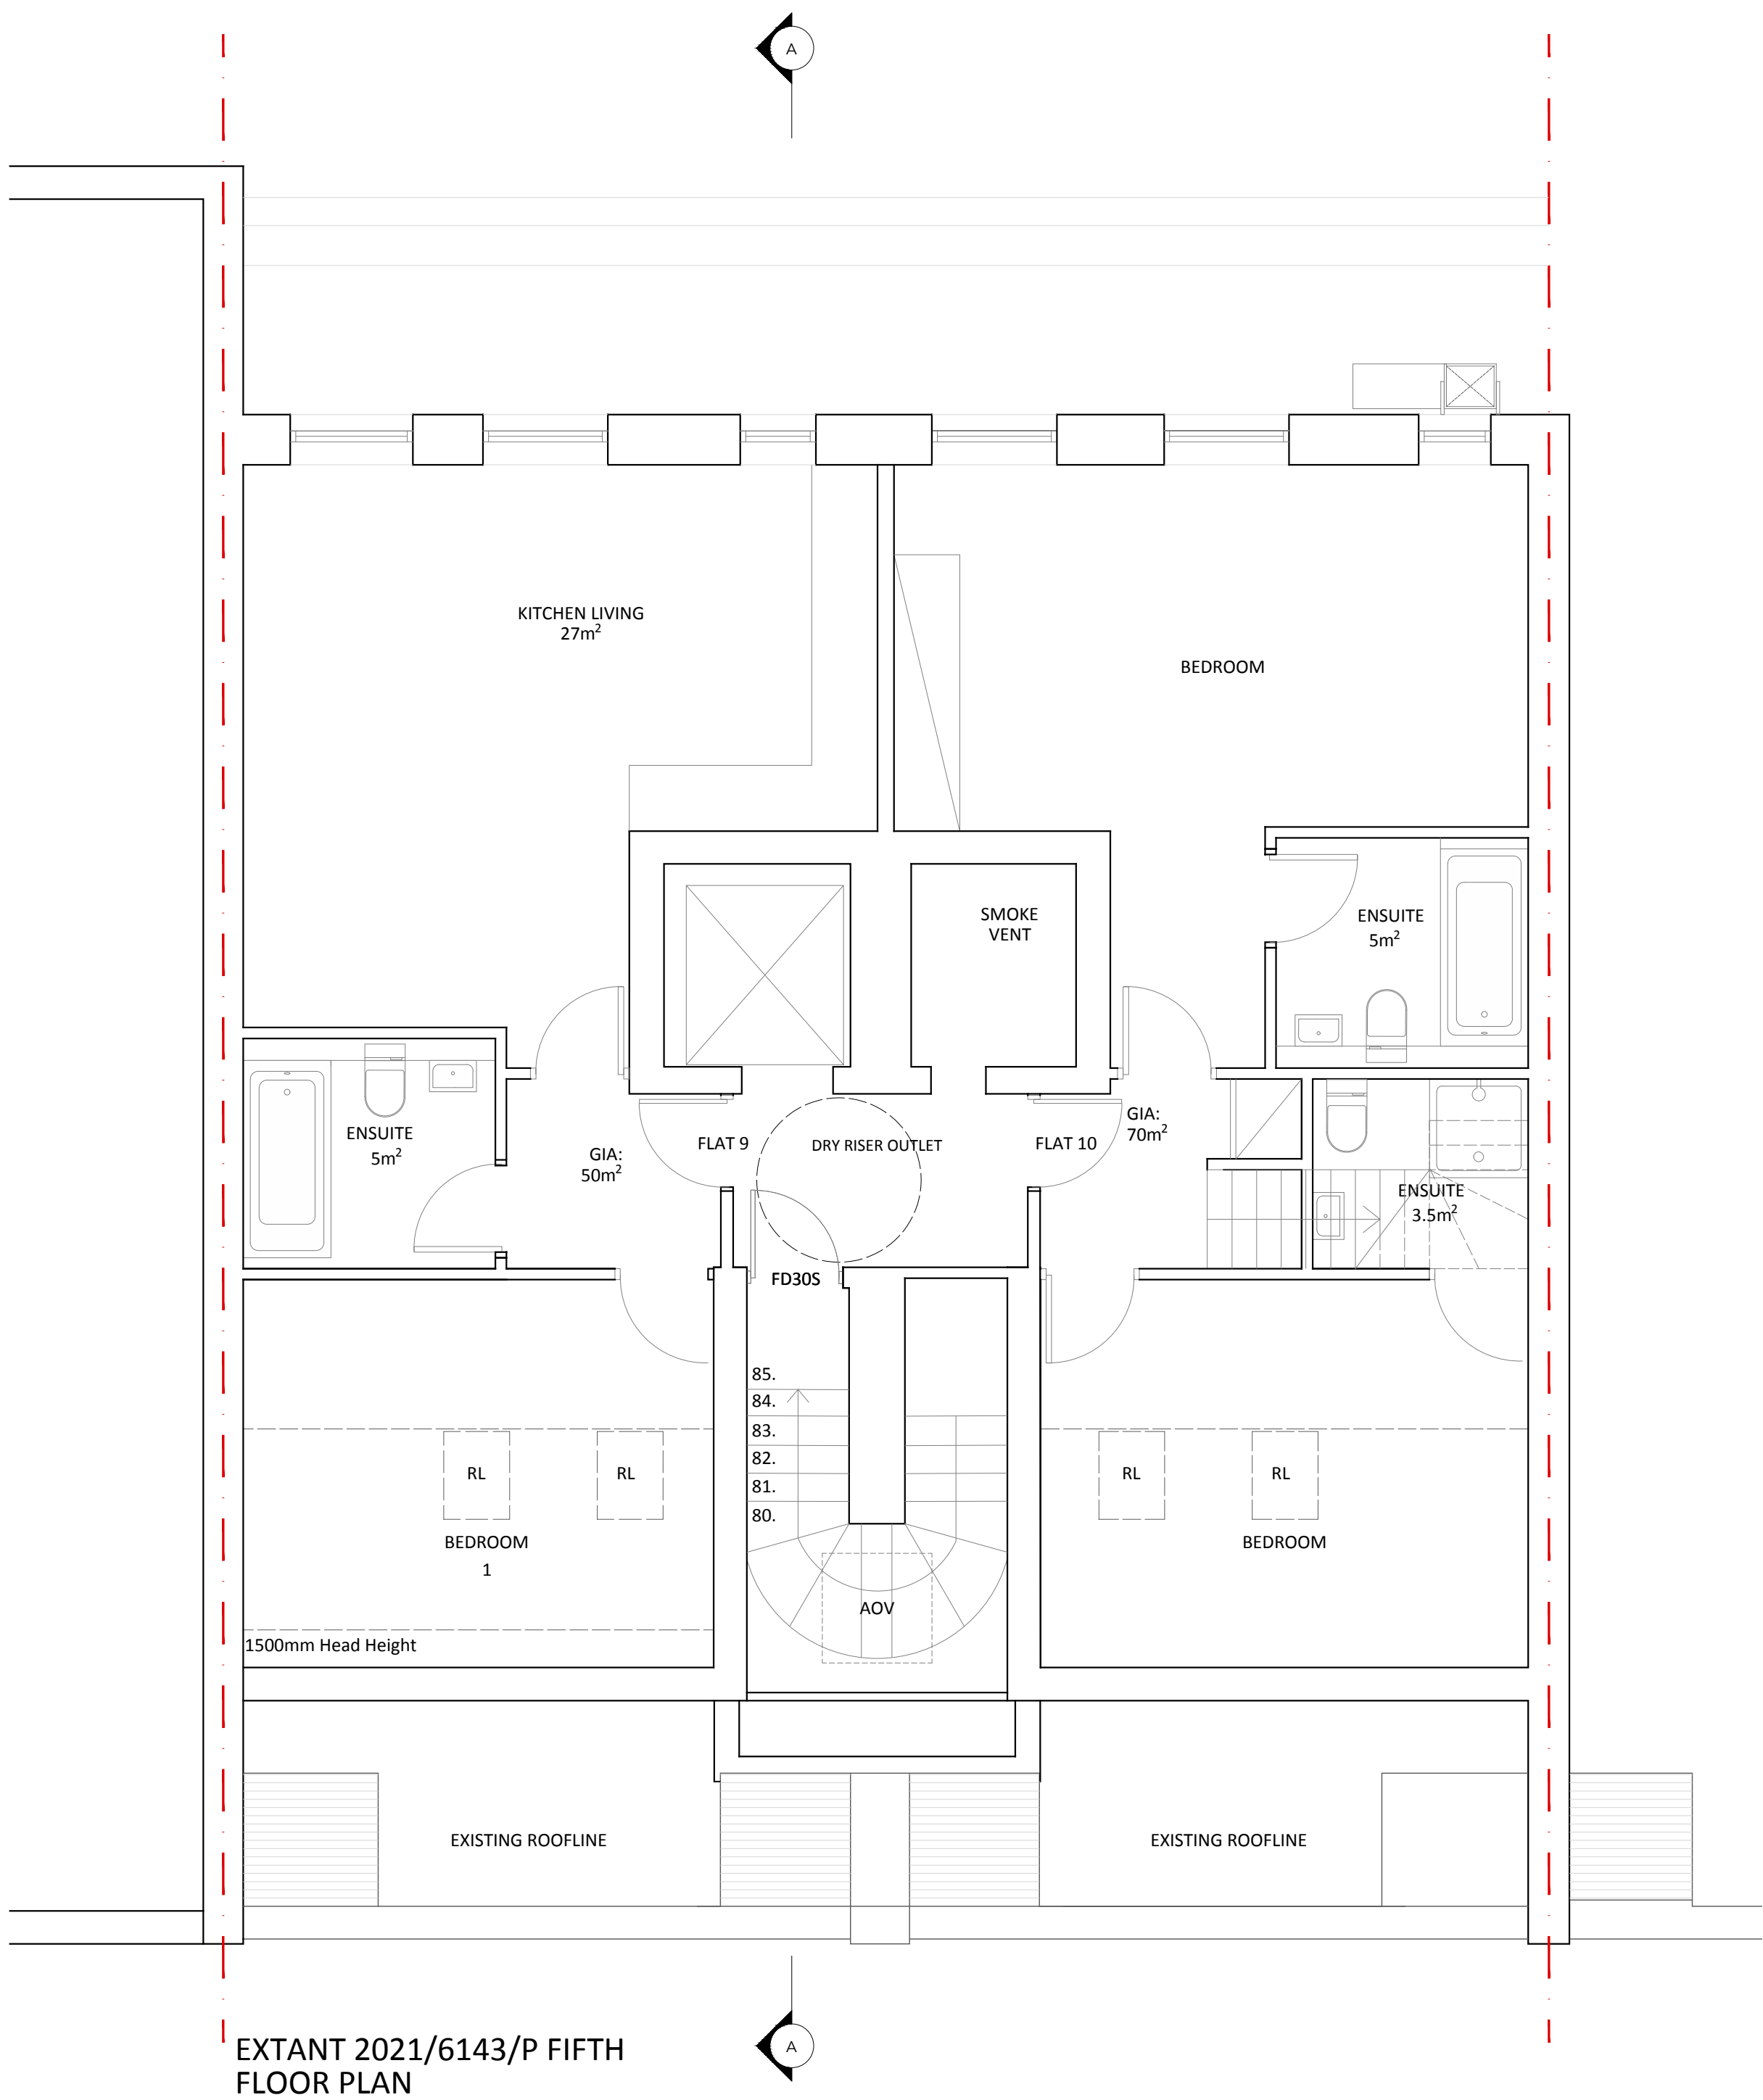 A
KITCHEN LIVING
27m²
BEDROOM
SMOKE
VENT
ENSUITE
5m²
ENSUITE
5m²
GIA:
50m²
FLAT 9
DRY RISER OUTLET
FLAT 10
GIA:
70m²
ENSUITE
3.5m²
FD30S
85.
84.
83.
82.
81.
80.
RL
RL
RL
RL
BEDROOM
1
BEDROOM
AOV
1500mm Head Height
EXISTING ROOFLINE
EXISTING ROOFLINE
A
EXTANT 2021/6143/P FIFTH
FLOOR PLAN